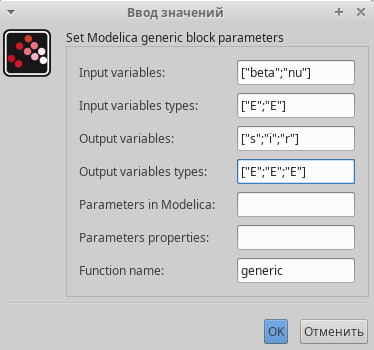 Ввод значений
Set Modelica generic block parameters
Input variables: ["beta";"nu"]
Input variables types: ["E";"E"]
Output variables: ["s";"i";"r"]
Output variables types: ["E";"E";"E"]
Parameters in Modelica:
Parameters properties:
Function name: generic
OK Отменить